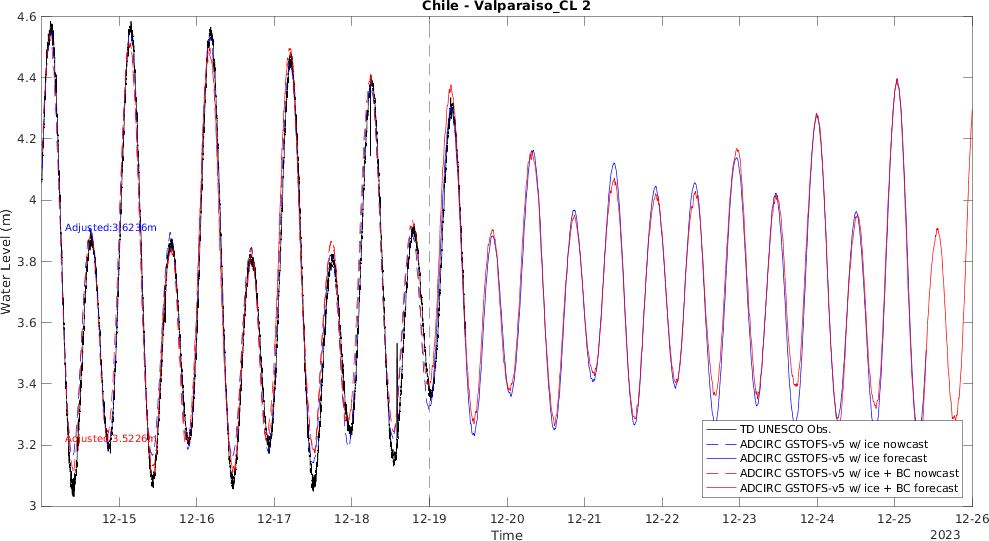 Chile - Valparaiso_CL 2
Water Level (m)
4.6
4.4
4.2
4
3.8
3.6
3.4
3.2
3
Adjusted:3.6236m
Adjusted:3.5226m
TD UNESCO Obs.
ADCIRC GSTOFS-v5 w/ ice nowcast
ADCIRC GSTOFS-v5 w/ ice forecast
ADCIRC GSTOFS-v5 w/ ice + BC nowcast
ADCIRC GSTOFS-v5 w/ ice + BC forecast
12-15 12-16 12-17 12-18 12-19 12-20 12-21 12-22 12-23 12-24 12-25 12-26
Time
2023